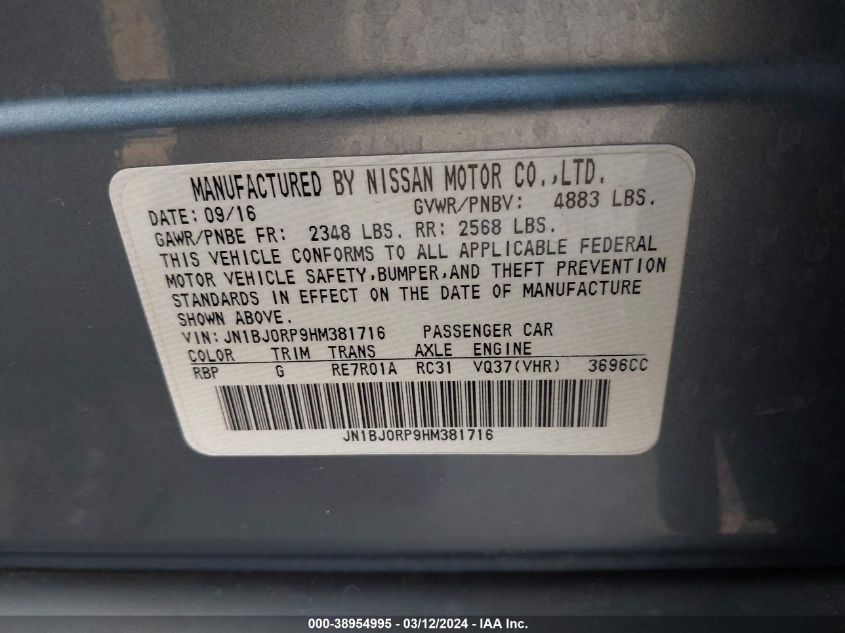 MANUFACTURED BY NISSAN MOTOR CO.,LTD.
DATE: 09/16 GVWR/PNBV: 4883 LBS.
GAWR/PNBE FR: 2348 LBS. RR: 2568 LBS.
THIS VEHICLE CONFORMS TO ALL APPLICABLE FEDERAL
MOTOR VEHICLE SAFETY,BUMPER,AND THEFT PREVENTION
STANDARDS IN EFFECT ON THE DATE OF MANUFACTURE
SHOWN ABOVE.
VIN: JN1BJ0RP9HM381716 PASSENGER CAR
COLOR TRIM TRANS AXLE ENGINE
RBP G RE7R01A RC31 VQ37(VHR) 3696CC
JN1BJ0RP9HM381716
000-38954995 - 03/12/2024 - IAA Inc.